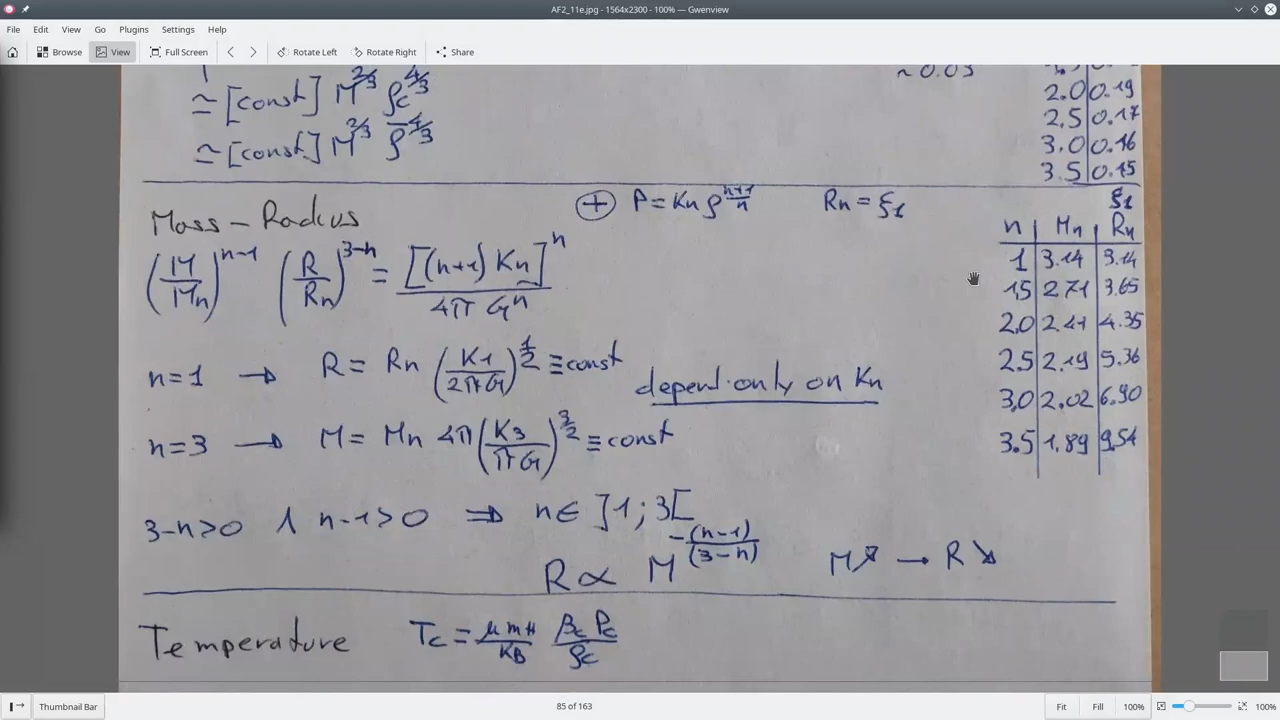 AF2_11e.jpg - 1564x2300 - 100% — Gwenview
File Edit View Go Plugins Settings Help
Browse View Full Screen Rotate Left Rotate Right Share
≃ [const] M^2/3 ρc^4/3
≃ [const] M^2/3 ρ̄^4/3
~0.03
2.0 0.19
2.5 0.17
3.0 0.16
3.5 0.15
Mass - Radius
⊕ P = Kn ρ^(n+1)/n Rn = ξ1
(M/Mn)^n-1 (R/Rn)^3-n = [(n+1) Kn]^n / 4π G^n
n=1 → R = Rn (K1/2πG)^1/2 ≡ const
depend only on Kn
n=3 → M = Mn 4π (K3/πG)^3/2 ≡ const
3-n>0 ∧ n-1>0 ⇒ n ∈ ]1;3[
R ∝ M^-(n-1)/(3-n) M↗ → R↘
ξ1
n Mn Rn
1 3.14 3.14
1,5 2.71 3.65
2.0 2.41 4.35
2.5 2.19 5.36
3,0 2.02 6.90
3.5 1.89 9.54
Temperature Tc = μ mH/KB βc Pc/ρc
85 of 163
Thumbnail Bar
Fit Fill 100% 100%